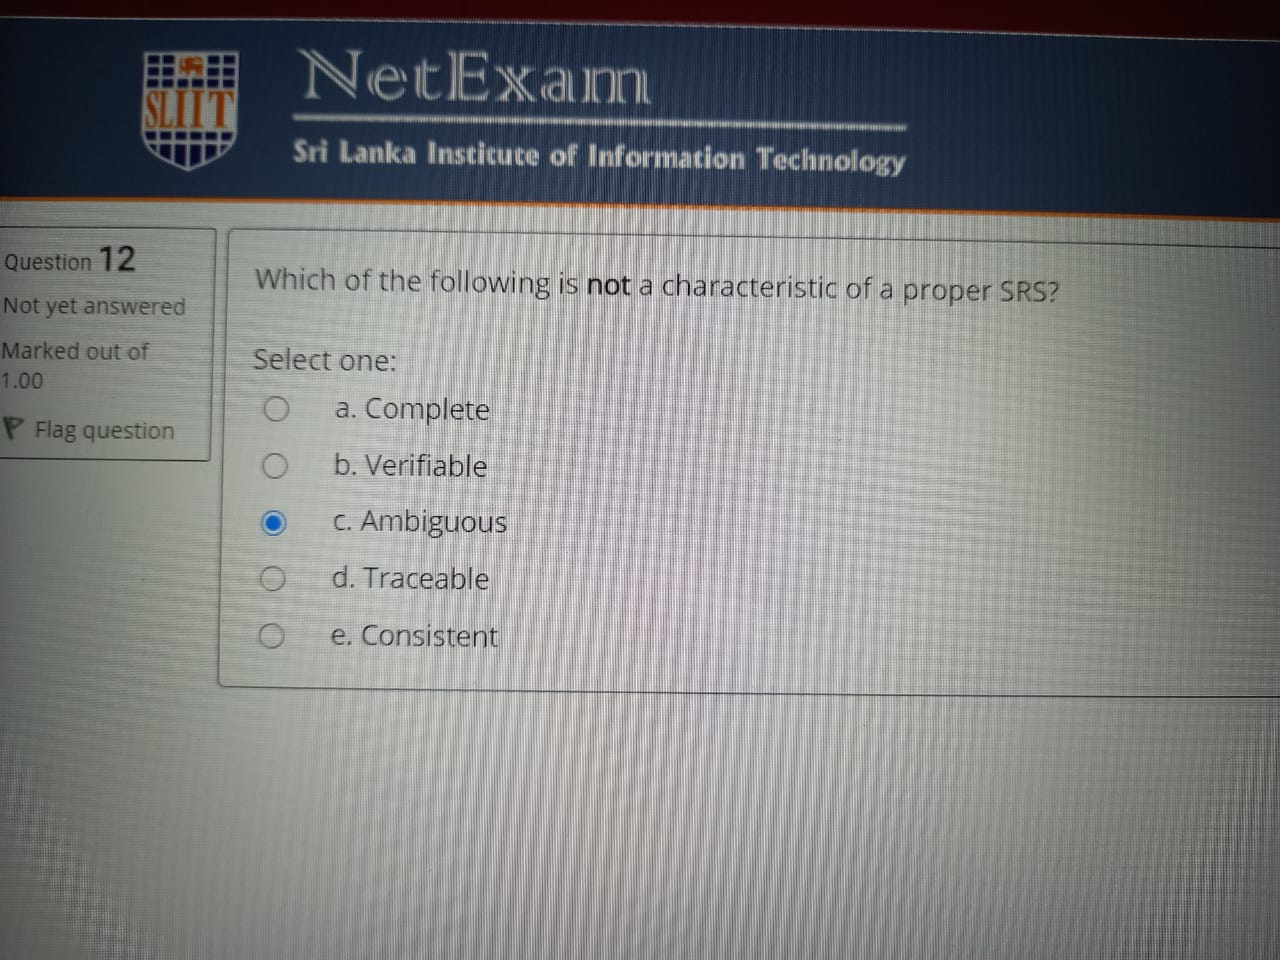 SLIIT
NetExam
Sri Lanka Institute of Information Technology
Question 12
Not yet answered
Marked out of
1.00
Flag question
Which of the following is not a characteristic of a proper SRS?
Select one:
a. Complete
b. Verifiable
c. Ambiguous
d. Traceable
e. Consistent